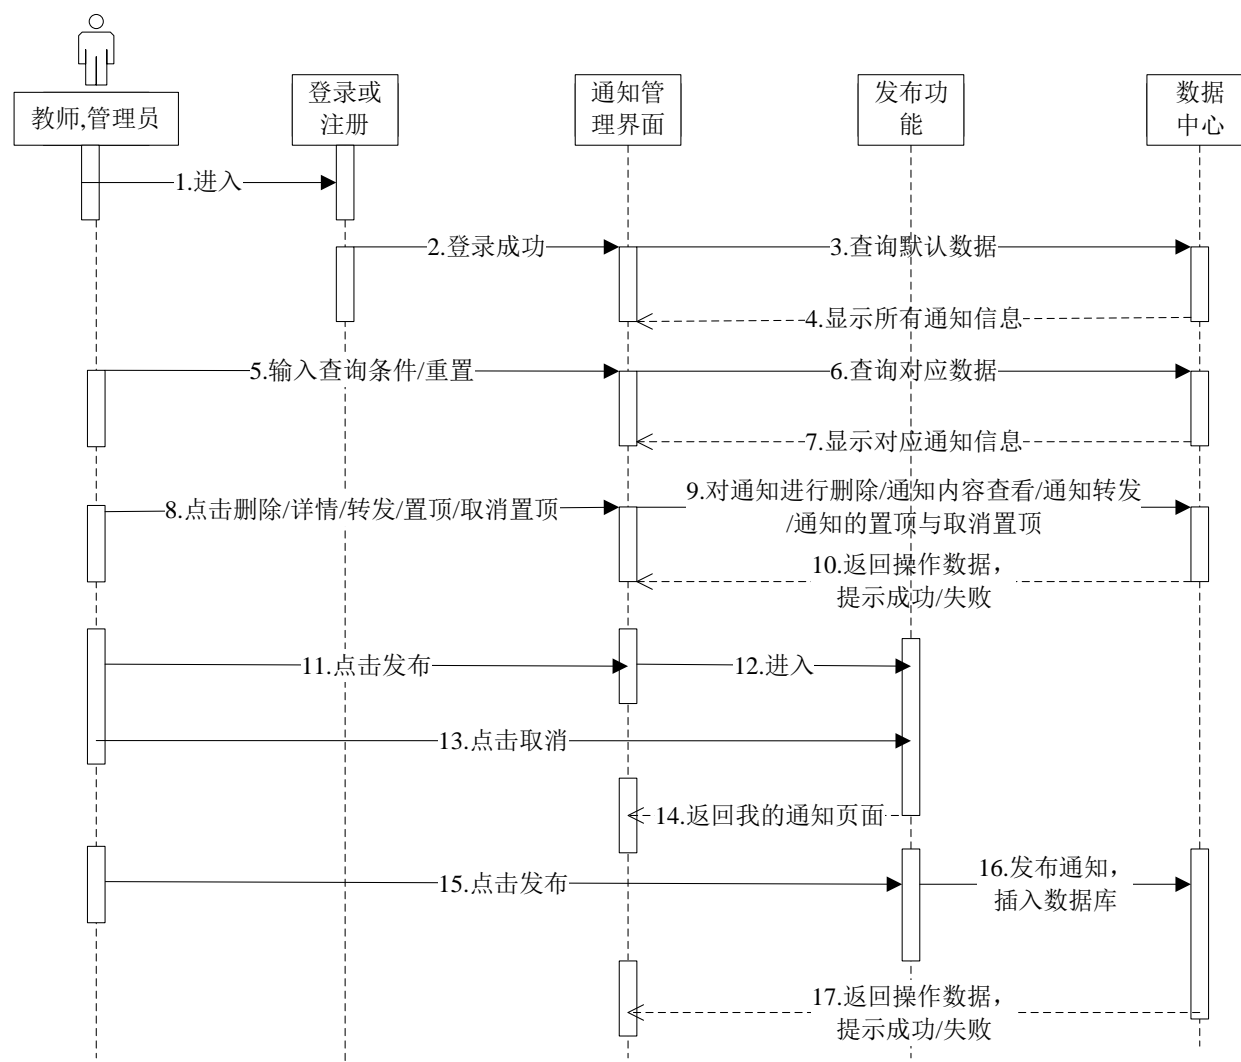 教师,管理员
登录或
注册
通知管
理界面
发布功
能
数据
中心
1.进入
2.登录成功
3.查询默认数据
4.显示所有通知信息
5.输入查询条件/重置
6.查询对应数据
7.显示对应通知信息
8.点击删除/详情/转发/置顶/取消置顶
9.对通知进行删除/通知内容查看/通知转发
/通知的置顶与取消置顶
10.返回操作数据，
提示成功/失败
11.点击发布
12.进入
13.点击取消
14.返回我的通知页面
15.点击发布
16.发布通知，
插入数据库
17.返回操作数据，
提示成功/失败